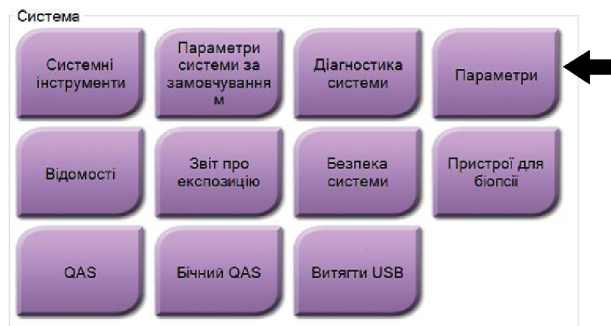 Система
Системні
інструменти
Параметри
системи за
замовчування
м
Діагностика
системи
Параметри
Відомості
Звіт про
експозицію
Безпека
системи
Пристрої для
біопсії
QAS
Бічний QAS
Витягти USB